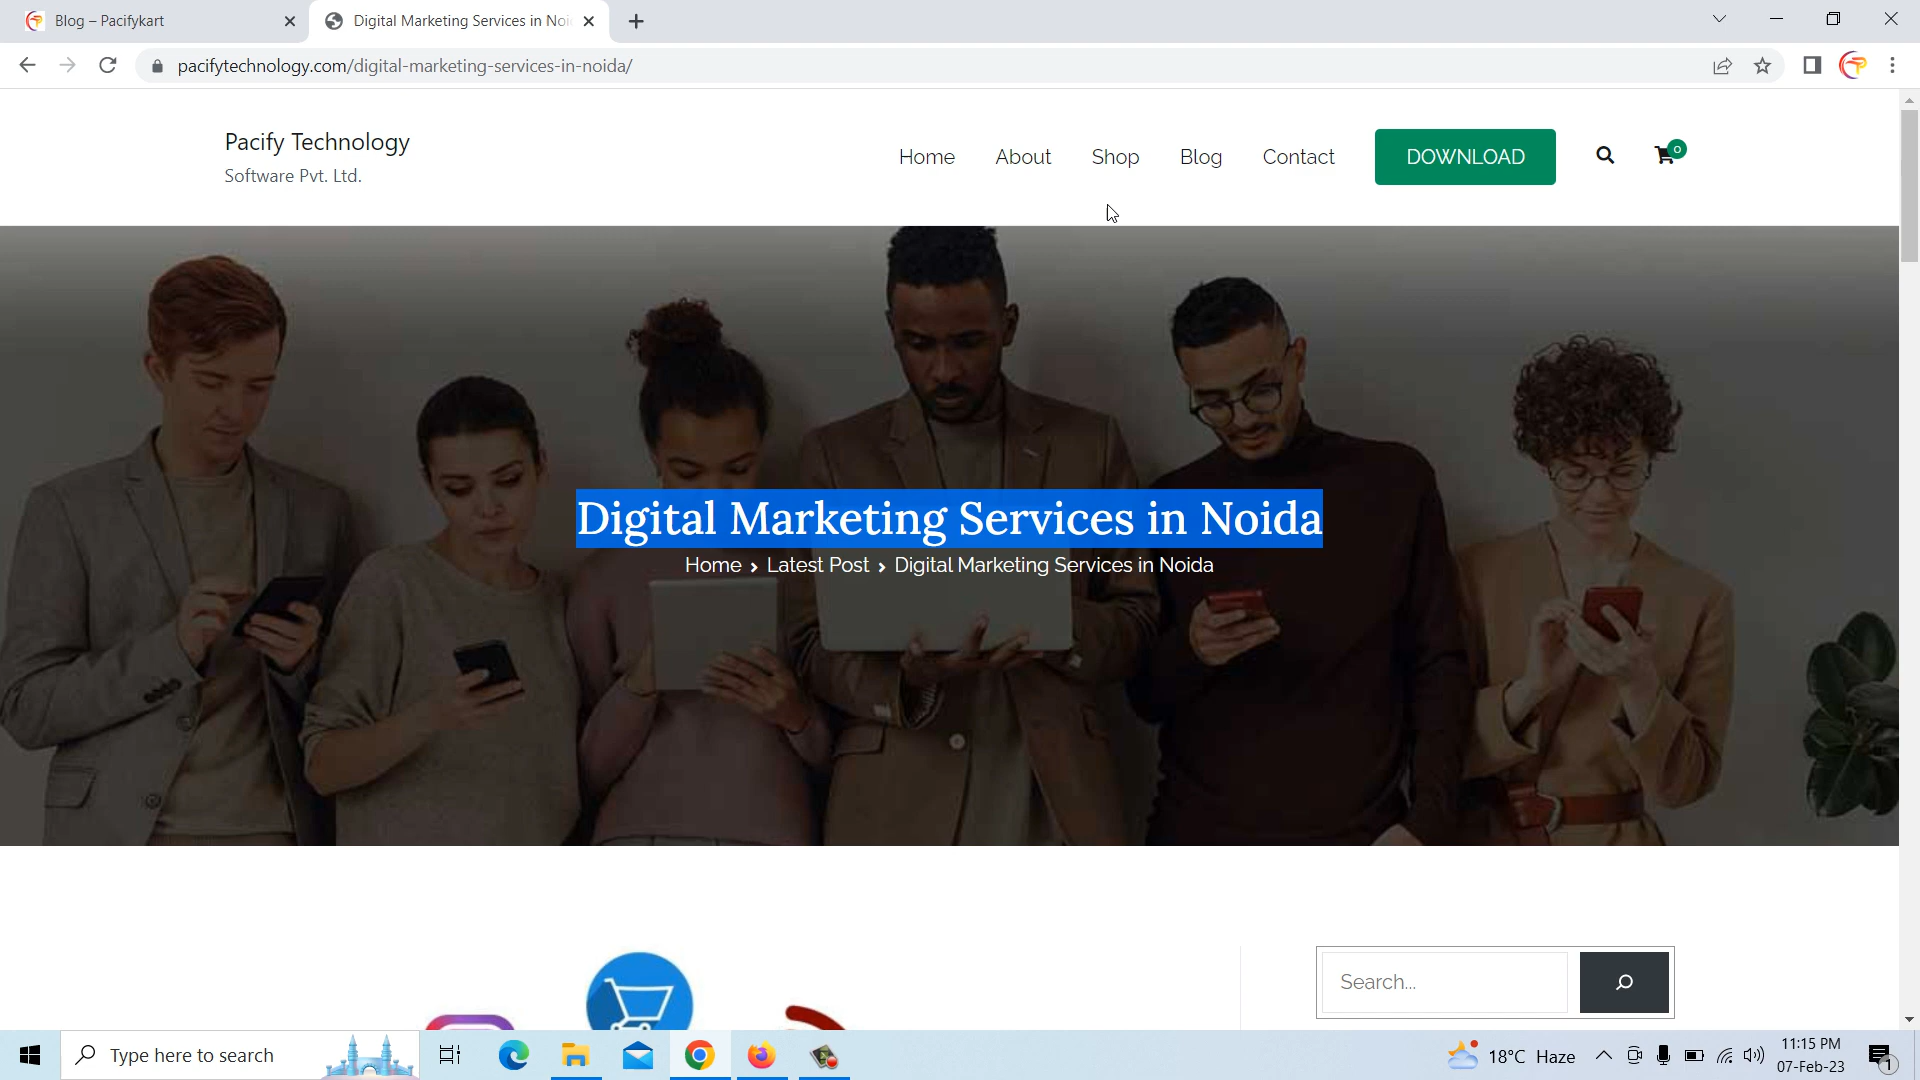 Blog – Pacifykart
Digital Marketing Services in Noi
pacifytechnology.com/digital-marketing-services-in-noida/
Pacify Technology
Software Pvt. Ltd.
Home
About
Shop
Blog
Contact
DOWNLOAD
0
Digital Marketing Services in Noida
Home › Latest Post › Digital Marketing Services in Noida
Search...
Type here to search
18°C Haze
11:15 PM
07-Feb-23
1